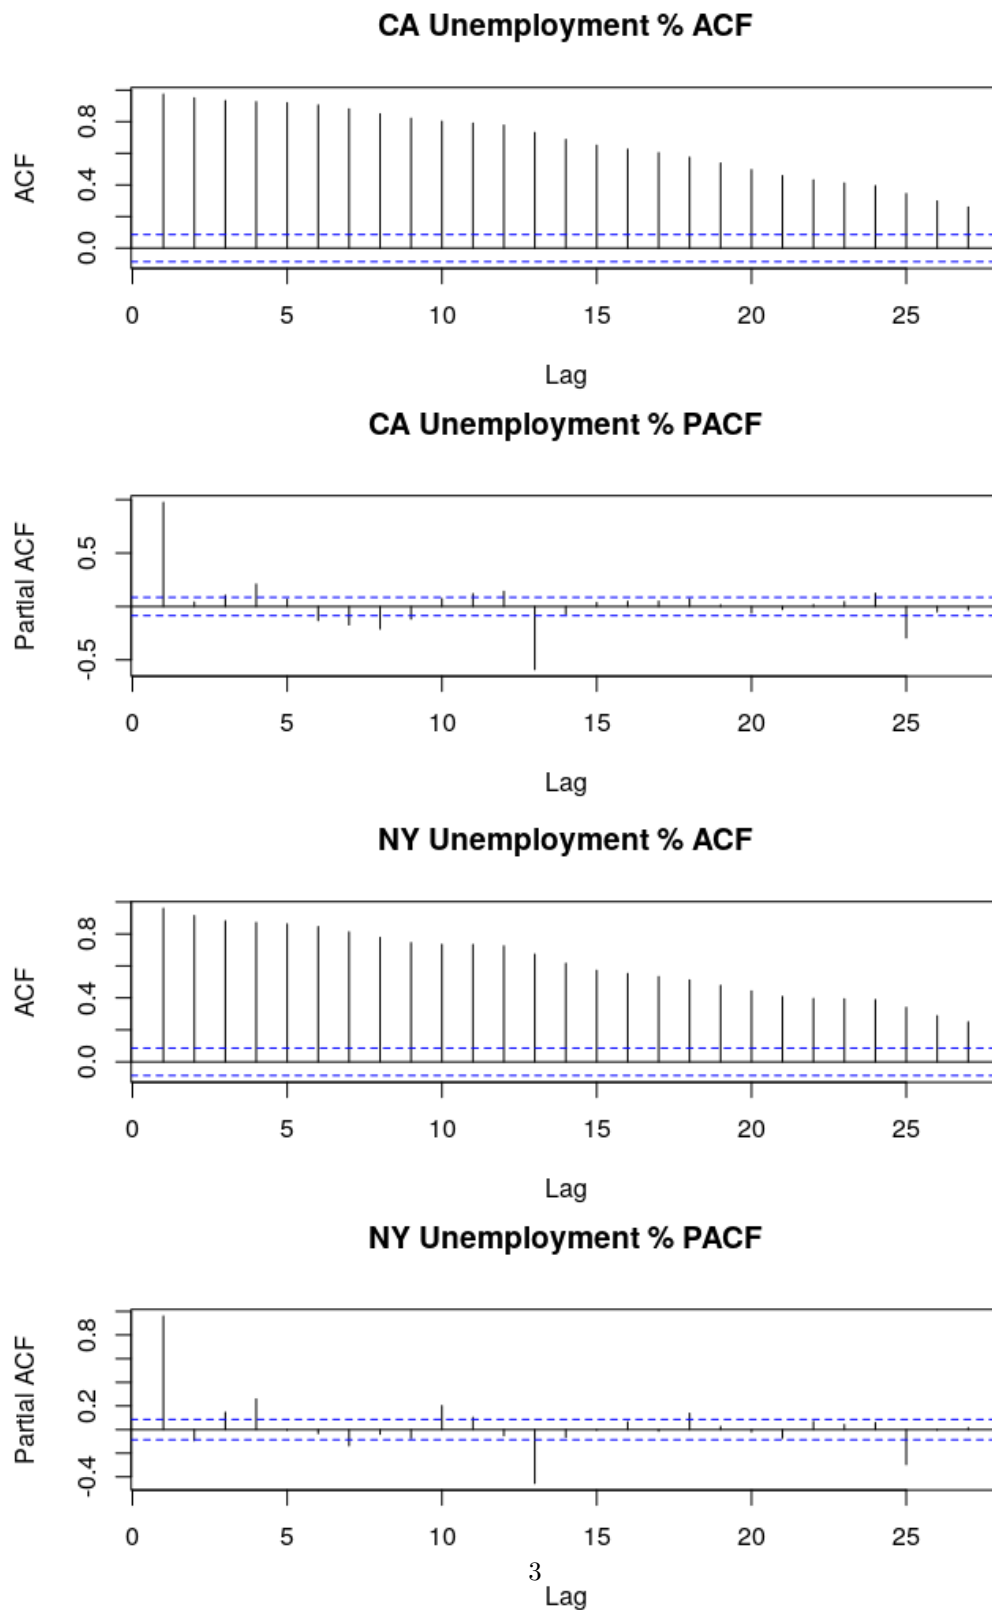 CA Unemployment % ACF
ACF
0.0 0.4 0.8
0 5 10 15 20 25
Lag
CA Unemployment % PACF
Partial ACF
-0.5 0.5
0 5 10 15 20 25
Lag
NY Unemployment % ACF
ACF
0.0 0.4 0.8
0 5 10 15 20 25
Lag
NY Unemployment % PACF
Partial ACF
-0.4 0.2 0.8
0 5 10 15 20 25
3
Lag